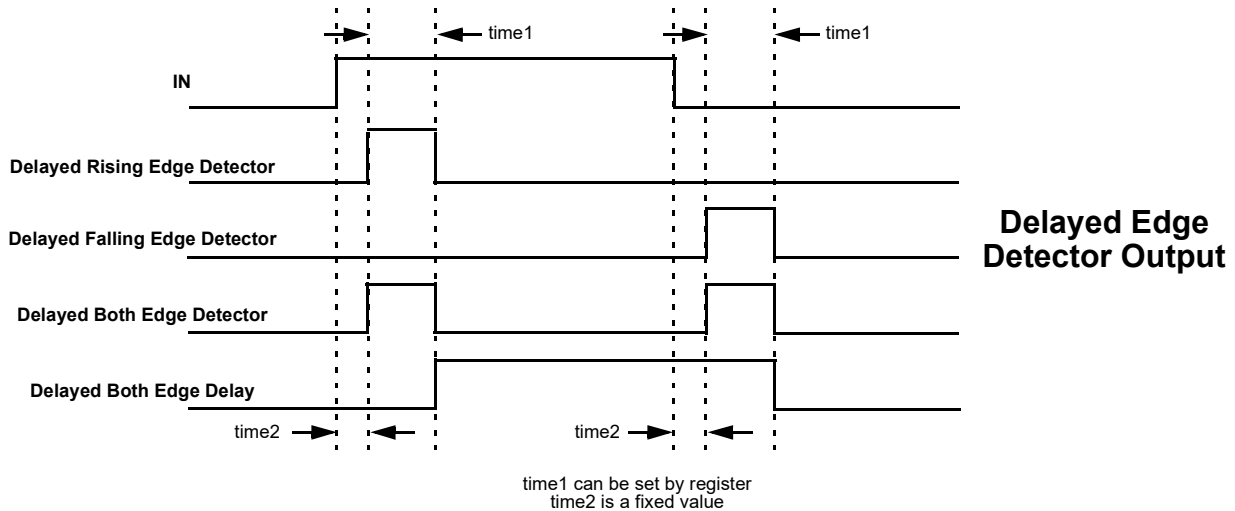 time1
time1
IN
Delayed Rising Edge Detector
Delayed Falling Edge Detector
Delayed Edge
Detector Output
Delayed Both Edge Detector
Delayed Both Edge Delay
time2
time2
time1 can be set by register
time2 is a fixed value